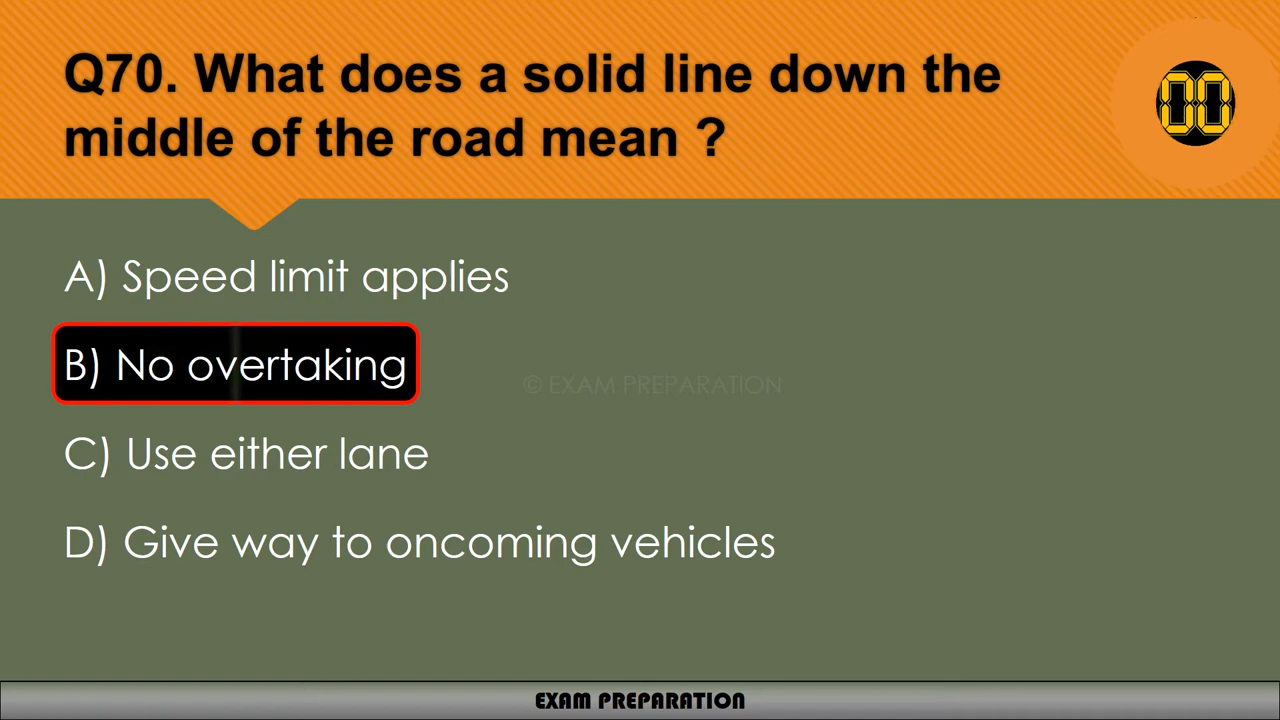 Q70. What does a solid line down the
middle of the road mean ?
00
A) Speed limit applies
B) No overtaking
© EXAM PREPARATION
C) Use either lane
D) Give way to oncoming vehicles
EXAM PREPARATION